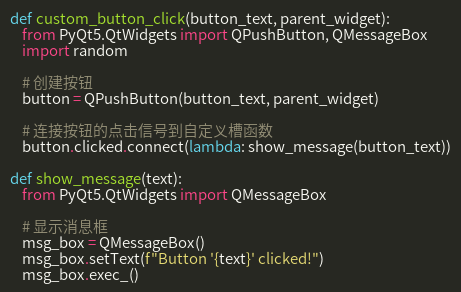 def custom_button_click(button_text, parent_widget):
    from PyQt5.QtWidgets import QPushButton, QMessageBox
    import random

    # 创建按钮
    button = QPushButton(button_text, parent_widget)

    # 连接按钮的点击信号到自定义槽函数
    button.clicked.connect(lambda: show_message(button_text))

def show_message(text):
    from PyQt5.QtWidgets import QMessageBox

    # 显示消息框
    msg_box = QMessageBox()
    msg_box.setText(f"Button '{text}' clicked!")
    msg_box.exec_()